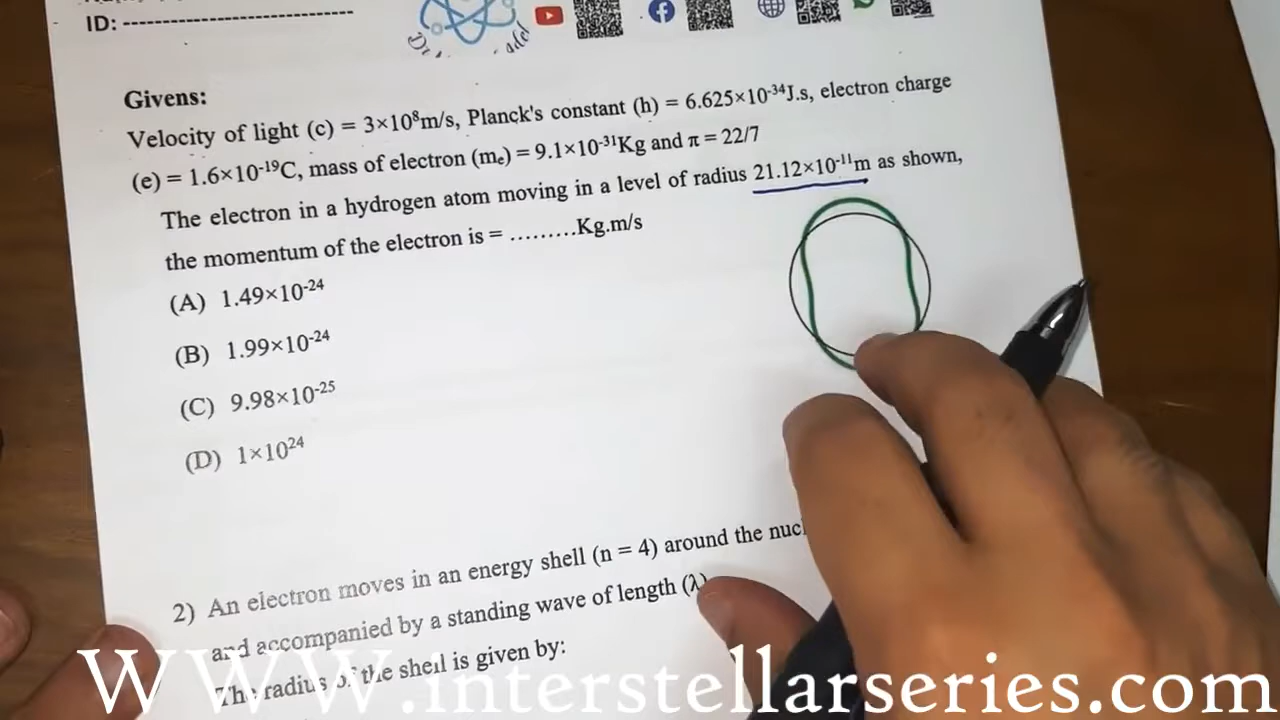 ID: ---------------------------------
Givens:
Velocity of light (c) = 3×10⁸m/s, Planck's constant (h) = 6.625×10⁻³⁴J.s, electron charge
(e) = 1.6×10⁻¹⁹C, mass of electron (mₑ) = 9.1×10⁻³¹Kg and π = 22/7
The electron in a hydrogen atom moving in a level of radius 21.12×10⁻¹¹m as shown,
the momentum of the electron is = .........Kg.m/s
(A) 1.49×10⁻²⁴
(B) 1.99×10⁻²⁴
(C) 9.98×10⁻²⁵
(D) 1×10²⁴
2) An electron moves in an energy shell (n = 4) around the
and accompanied by a standing wave of length (λ)
The radius of the shell is given by:
WWW.interstellarseries.com